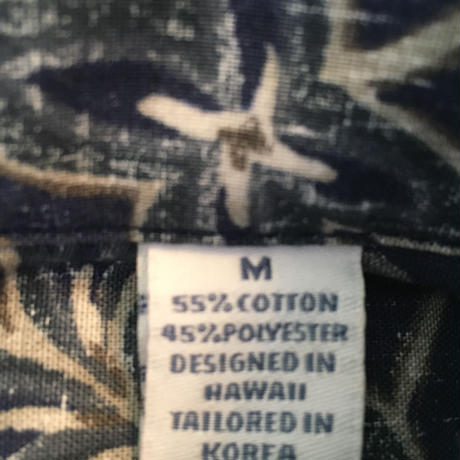 M
55% COTTON
45% POLYESTER
DESIGNED IN
HAWAII
TAILORED IN
KOREA